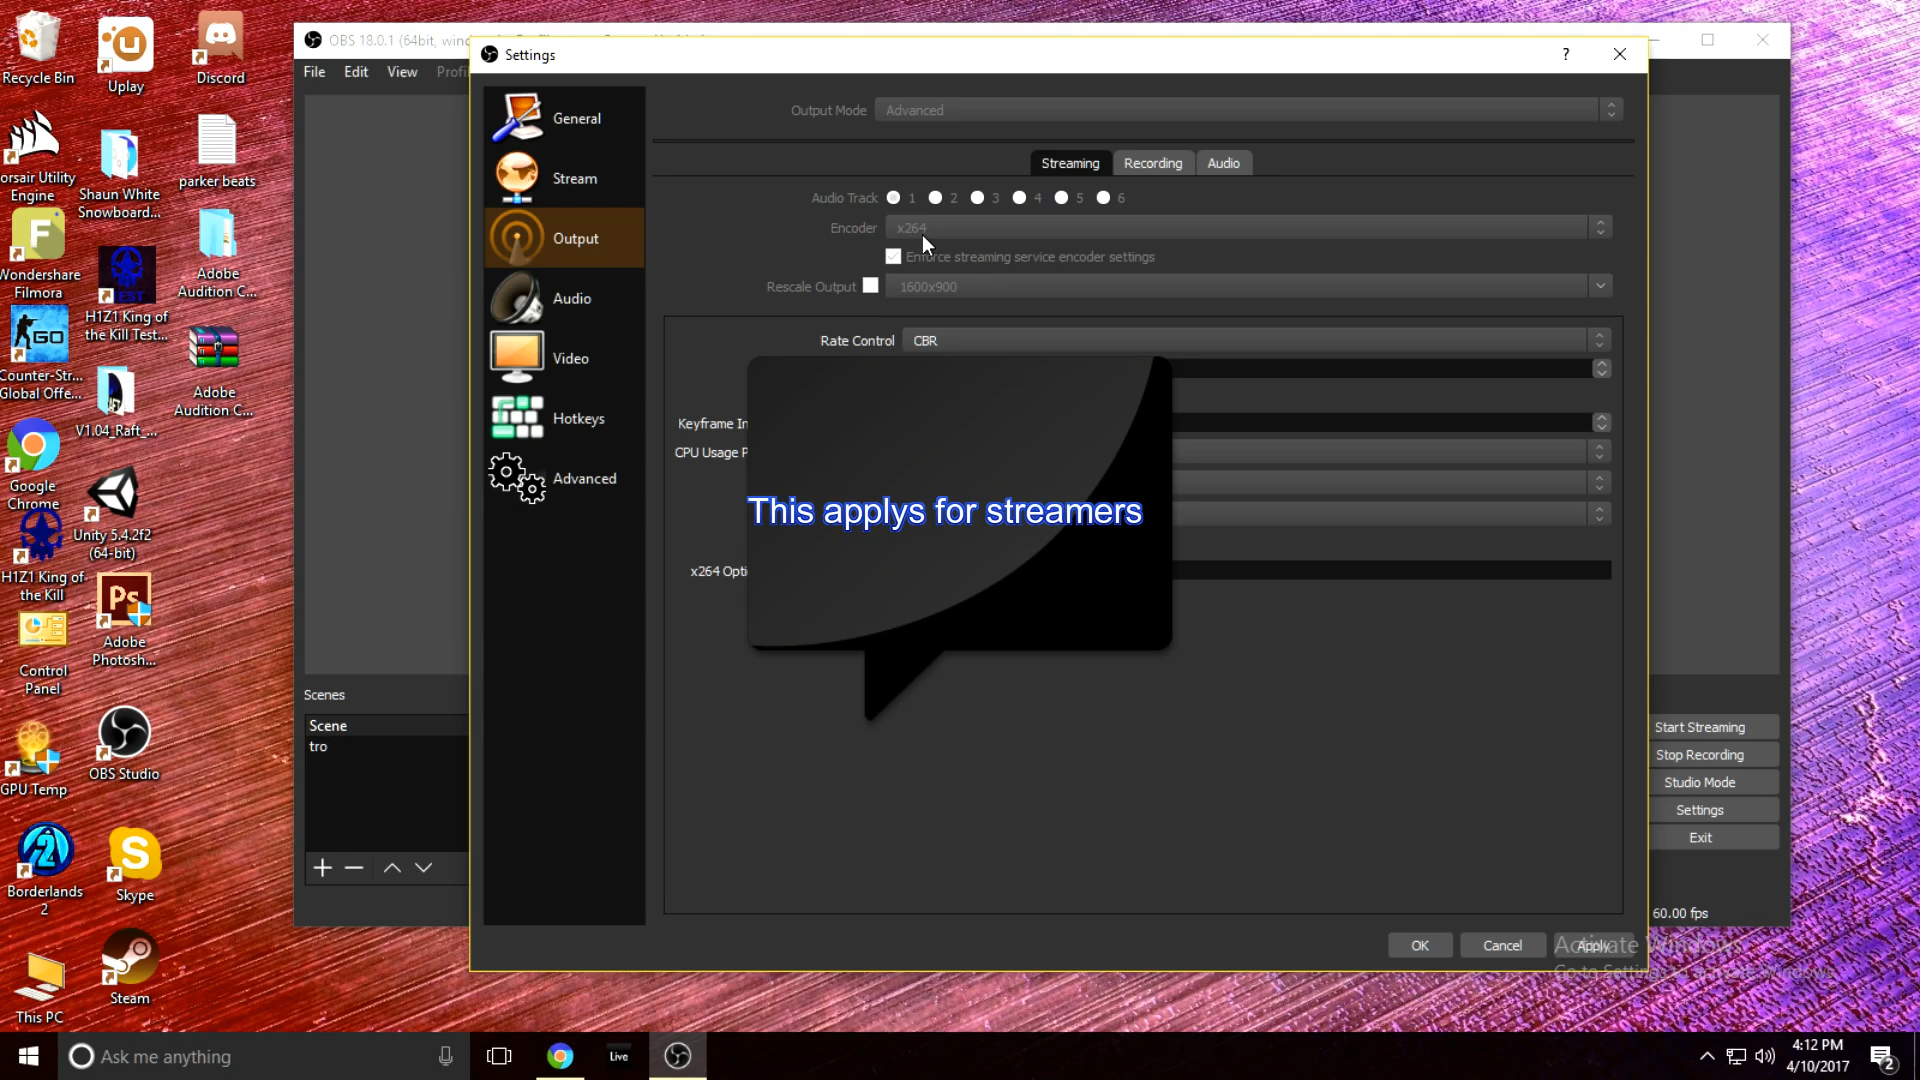 Recycle Bin
Uplay
Discord
orsair Utility
Engine
Shaun White
Snowboard...
parker beats
Wondershare
Filmora
H1Z1 King of
the Kill Test...
Adobe
Audition C...
Counter-Str...
Global Offe...
V1.04_Raft_...
Adobe
Audition C...
Google
Chrome
Unity 5.4.2f2
(64-bit)
H1Z1 King of
the Kill
Adobe
Photosh...
Control
Panel
GPU Temp
OBS Studio
Borderlands
2
Skype
Steam
This PC
OBS 18.0.1 (64bit,
File Edit View
Settings
?
General
Stream
Output
Audio
Video
Hotkeys
Advanced
Output Mode Advanced
Streaming Recording Audio
Audio Track 1 2 3 4 5 6
Encoder x264
Enforce streaming service encoder settings
Rescale Output 1600x900
Rate Control CBR
Keyframe In
CPU Usage P
This applys for streamers
x264 Opti
Scenes
Scene
tro
Start Streaming
Stop Recording
Studio Mode
Settings
Exit
60.00 fps
OK Cancel Apply
Activate Windows
Go to Settings to activate Windows.
Ask me anything
Live
4:12 PM
4/10/2017
2